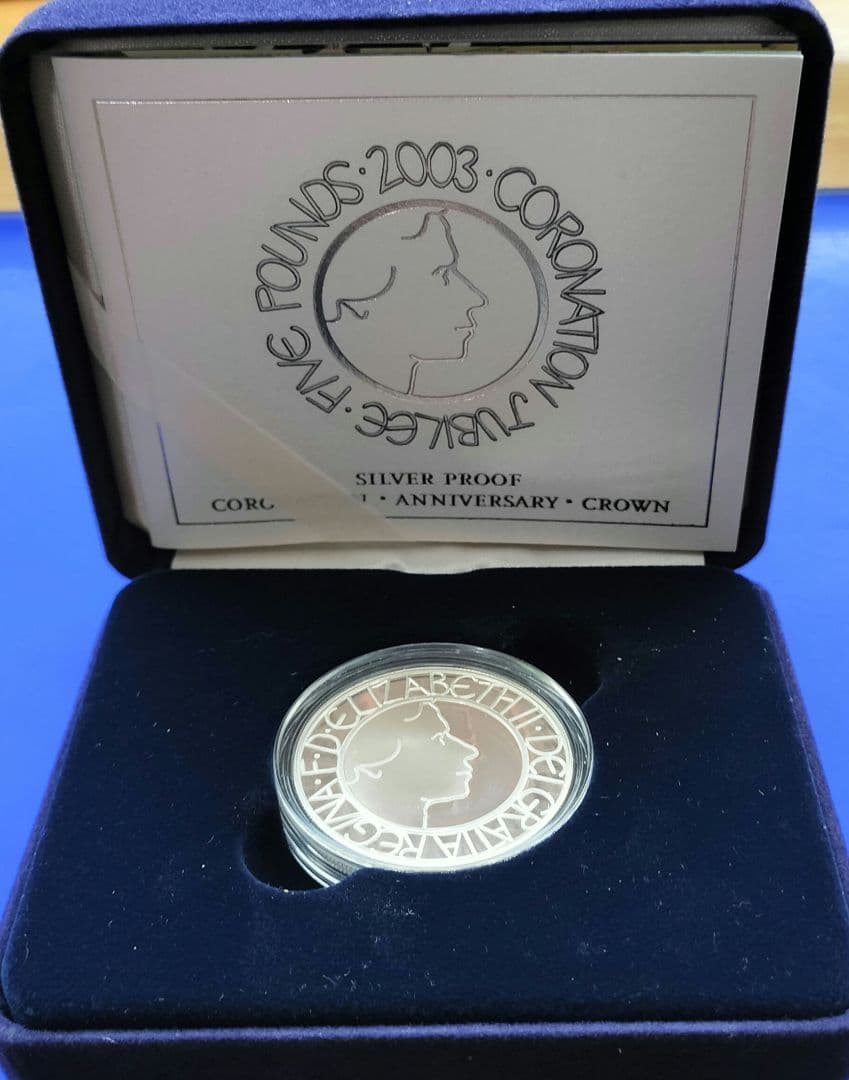 FIVE POUNDS · 2003 · CORONATION JUBILEE ·
SILVER PROOF
· ANNIVERSARY · CROWN
· ELIZABETH II · DEI GRATIA REGINA · F · D